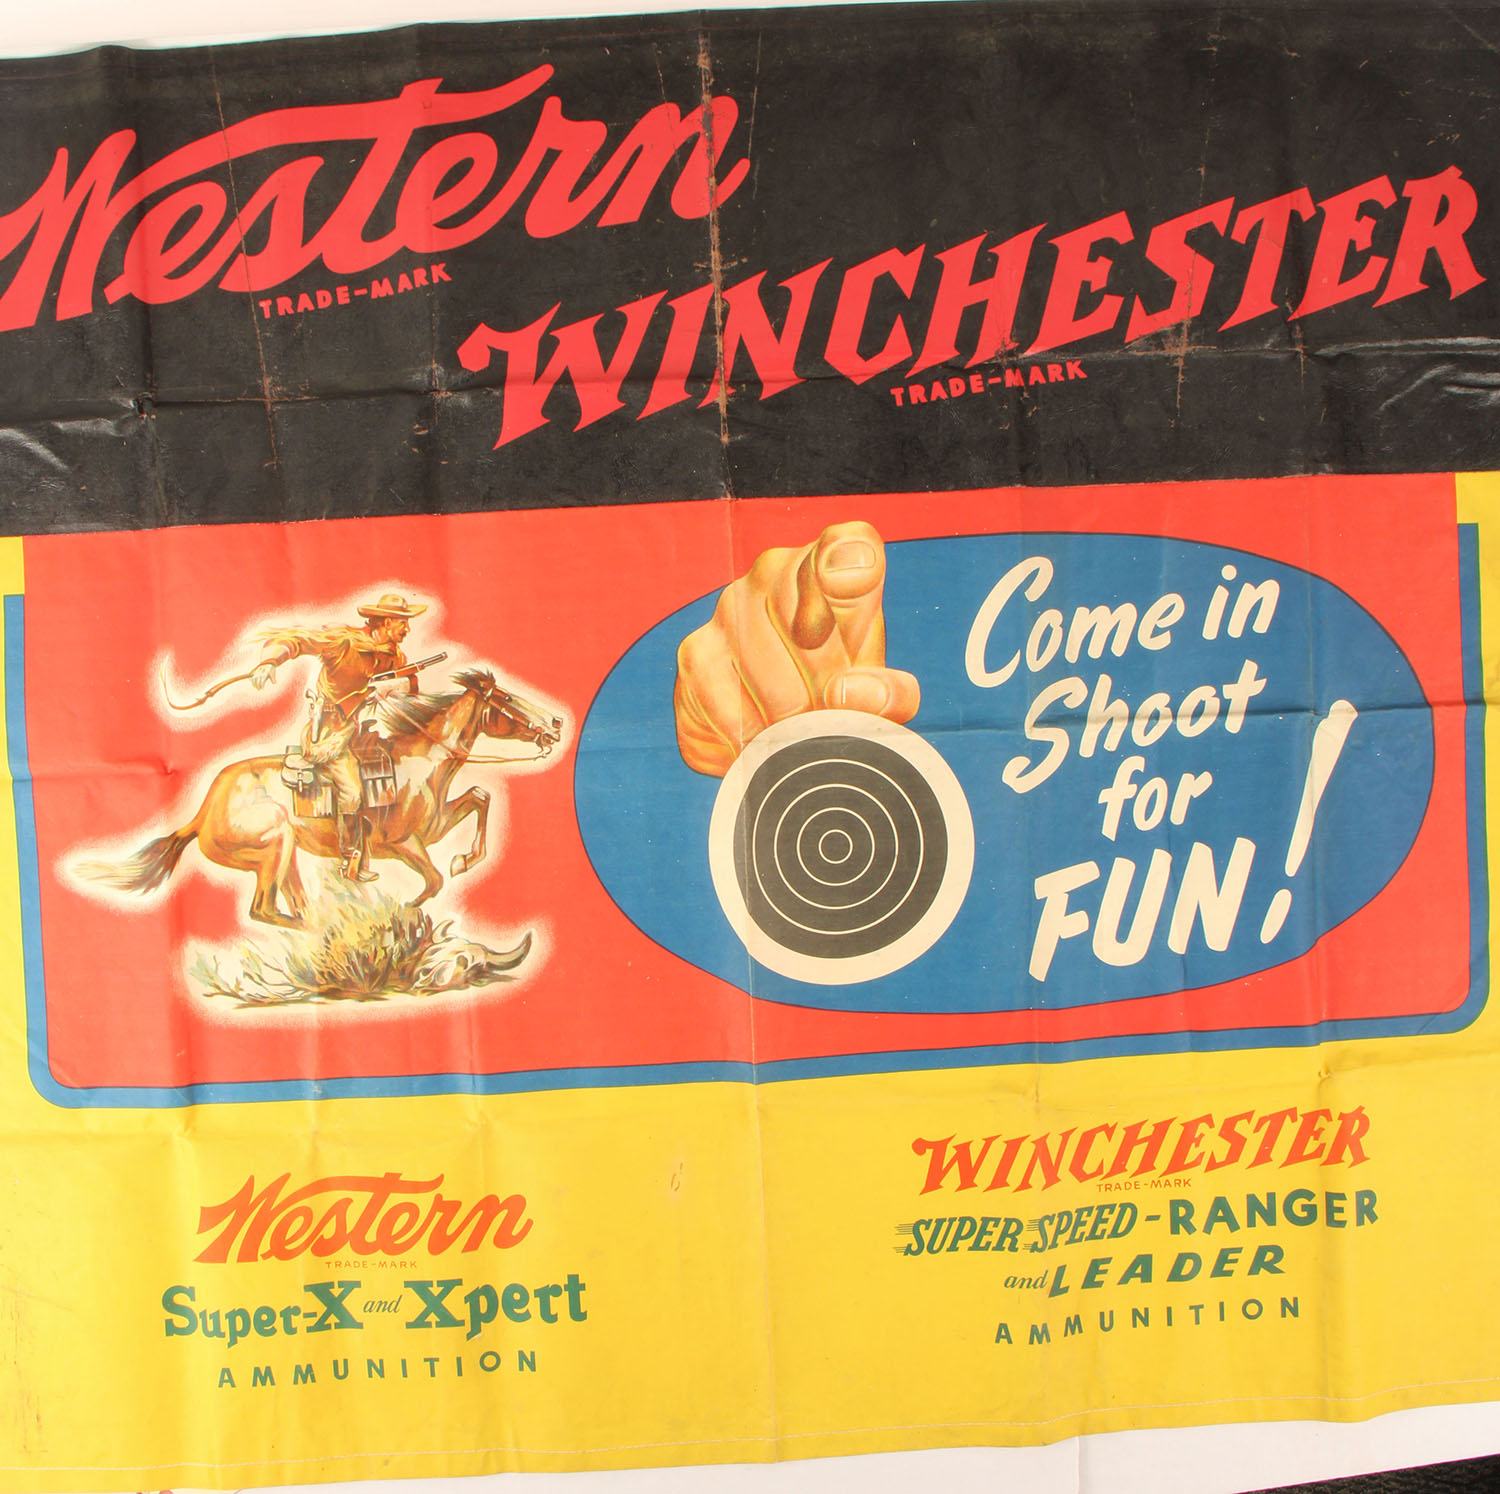 Western
TRADE-MARK
WINCHESTER
TRADE-MARK
Come in
Shoot
for
FUN!
Western
TRADE-MARK
Super-X and Xpert
AMMUNITION
WINCHESTER
TRADE-MARK
SUPER SPEED-RANGER
and LEADER
AMMUNITION